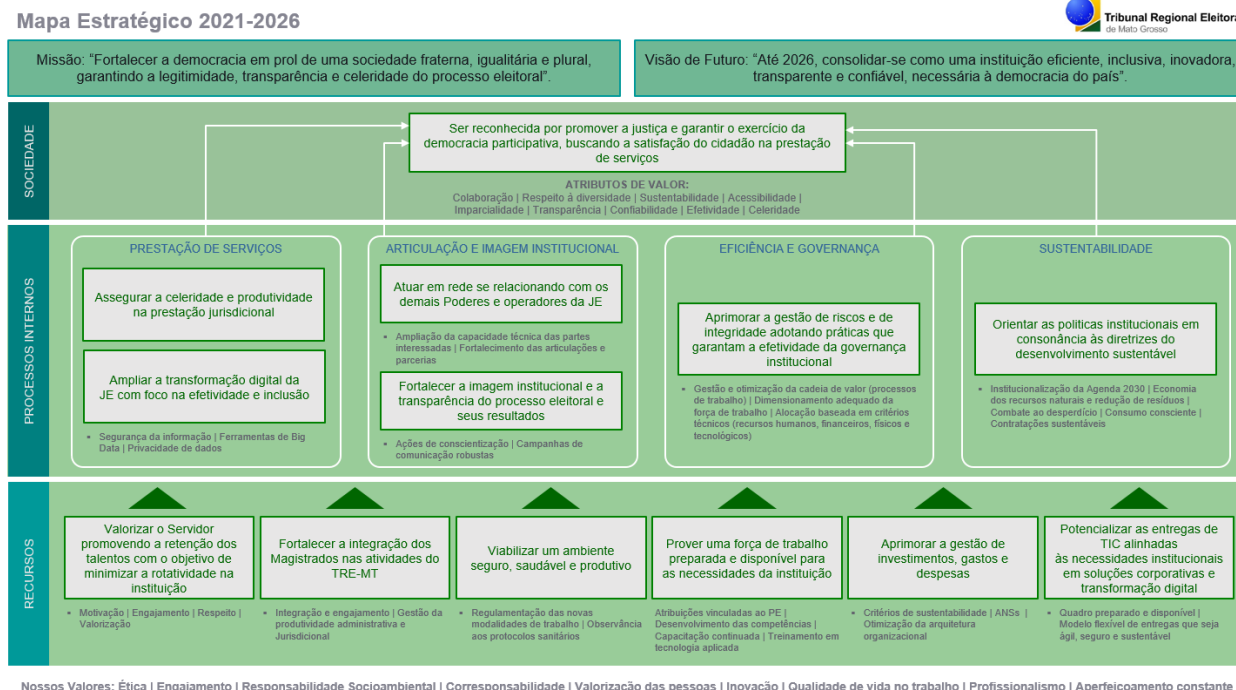 Mapa Estratégico 2021-2026
Tribunal Regional Eleitora
de Mato Grosso
Missão: “Fortalecer a democracia em prol de uma sociedade fraterna, igualitária e plural,
garantindo a legitimidade, transparência e celeridade do processo eleitoral”.
Visão de Futuro: “Até 2026, consolidar-se como uma instituição eficiente, inclusiva, inovadora,
transparente e confiável, necessária à democracia do país”.
SOCIEDADE
Ser reconhecida por promover a justiça e garantir o exercício da
democracia participativa, buscando a satisfação do cidadão na prestação
de serviços
ATRIBUTOS DE VALOR:
Colaboração | Respeito à diversidade | Sustentabilidade | Acessibilidade |
Imparcialidade | Transparência | Confiabilidade | Efetividade | Celeridade
PROCESSOS INTERNOS
PRESTAÇÃO DE SERVIÇOS
Assegurar a celeridade e produtividade
na prestação jurisdicional
Ampliar a transformação digital da
JE com foco na efetividade e inclusão
▪ Segurança da informação | Ferramentas de Big
Data | Privacidade de dados
ARTICULAÇÃO E IMAGEM INSTITUCIONAL
Atuar em rede se relacionando com os
demais Poderes e operadores da JE
▪ Ampliação da capacidade técnica das partes
interessadas | Fortalecimento das articulações e
parcerias
Fortalecer a imagem institucional e a
transparência do processo eleitoral e
seus resultados
▪ Ações de conscientização | Campanhas de
comunicação robustas
EFICIÊNCIA E GOVERNANÇA
Aprimorar a gestão de riscos e de
integridade adotando práticas que
garantam a efetividade da governança
institucional
▪ Gestão e otimização da cadeia de valor (processos
de trabalho) | Dimensionamento adequado da
força de trabalho | Alocação baseada em critérios
técnicos (recursos humanos, financeiros, físicos e
tecnológicos)
SUSTENTABILIDADE
Orientar as politicas institucionais em
consonância às diretrizes do
desenvolvimento sustentável
▪ Institucionalização da Agenda 2030 | Economia
dos recursos naturais e redução de resíduos |
Combate ao desperdício | Consumo consciente |
Contratações sustentáveis
RECURSOS
Valorizar o Servidor
promovendo a retenção dos
talentos com o objetivo de
minimizar a rotatividade na
instituição
▪ Motivação | Engajamento | Respeito |
Valorização
Fortalecer a integração dos
Magistrados nas atividades do
TRE-MT
▪ Integração e engajamento | Gestão da
produtividade administrativa e
Jurisdicional
Viabilizar um ambiente
seguro, saudável e produtivo
▪ Regulamentação das novas
modalidades de trabalho | Observância
aos protocolos sanitários
Prover uma força de trabalho
preparada e disponível para
as necessidades da instituição
Atribuições vinculadas ao PE |
Desenvolvimento das competências |
Capacitação continuada | Treinamento em
tecnologia aplicada
Aprimorar a gestão de
investimentos, gastos e
despesas
▪ Critérios de sustentabilidade | ANSs |
Otimização da arquitetura
organizacional
Potencializar as entregas de
TIC alinhadas
às necessidades institucionais
em soluções corporativas e
transformação digital
▪ Quadro preparado e disponível |
Modelo flexível de entregas que seja
ágil, seguro e sustentável
Nossos Valores: Ética | Engajamento | Responsabilidade Socioambiental | Corresponsabilidade | Valorização das pessoas | Inovação | Qualidade de vida no trabalho | Profissionalismo | Aperfeiçoamento constante